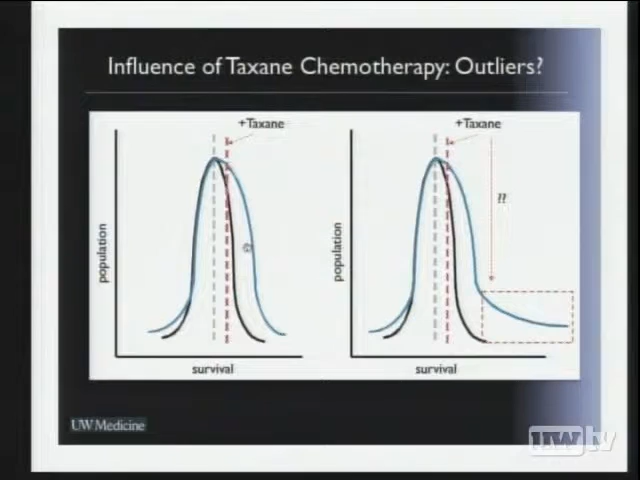 Influence of Taxane Chemotherapy: Outliers?
+Taxane
+Taxane
??
population
population
survival
survival
UW Medicine
UWtv